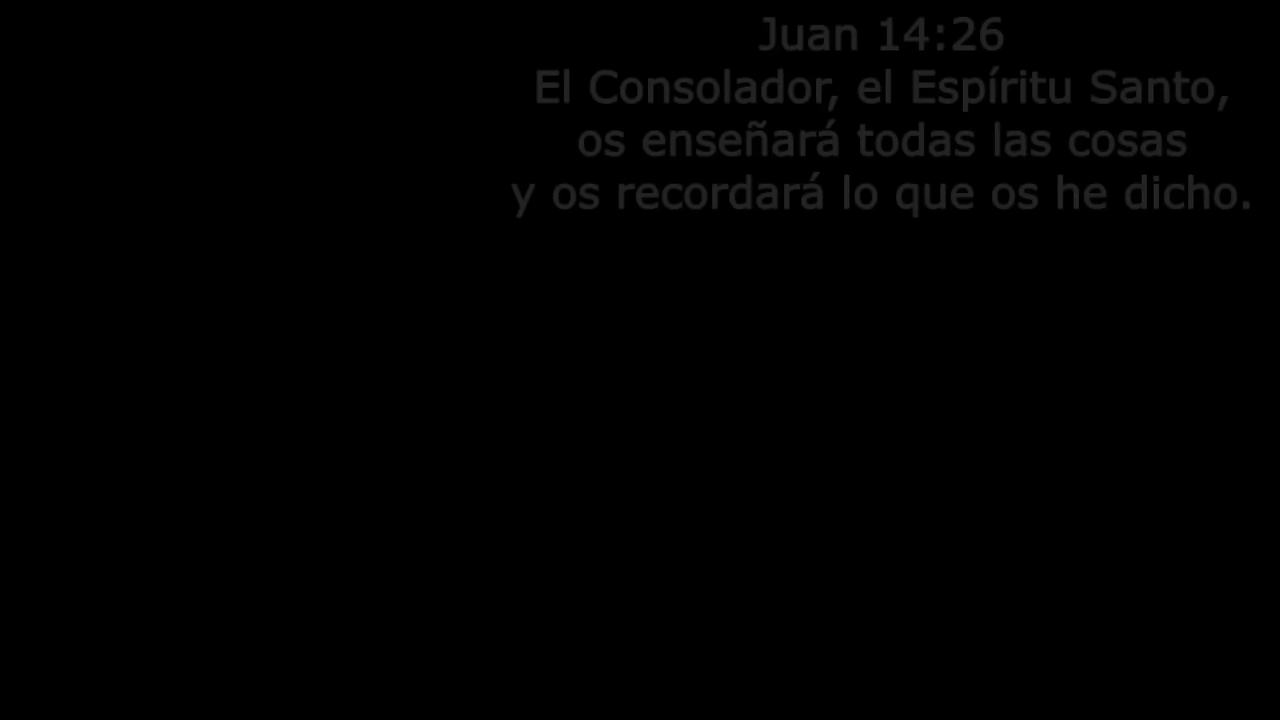 Juan 14:26
El Consolador, el Espíritu Santo,
os enseñará todas las cosas
y os recordará lo que os he dicho.